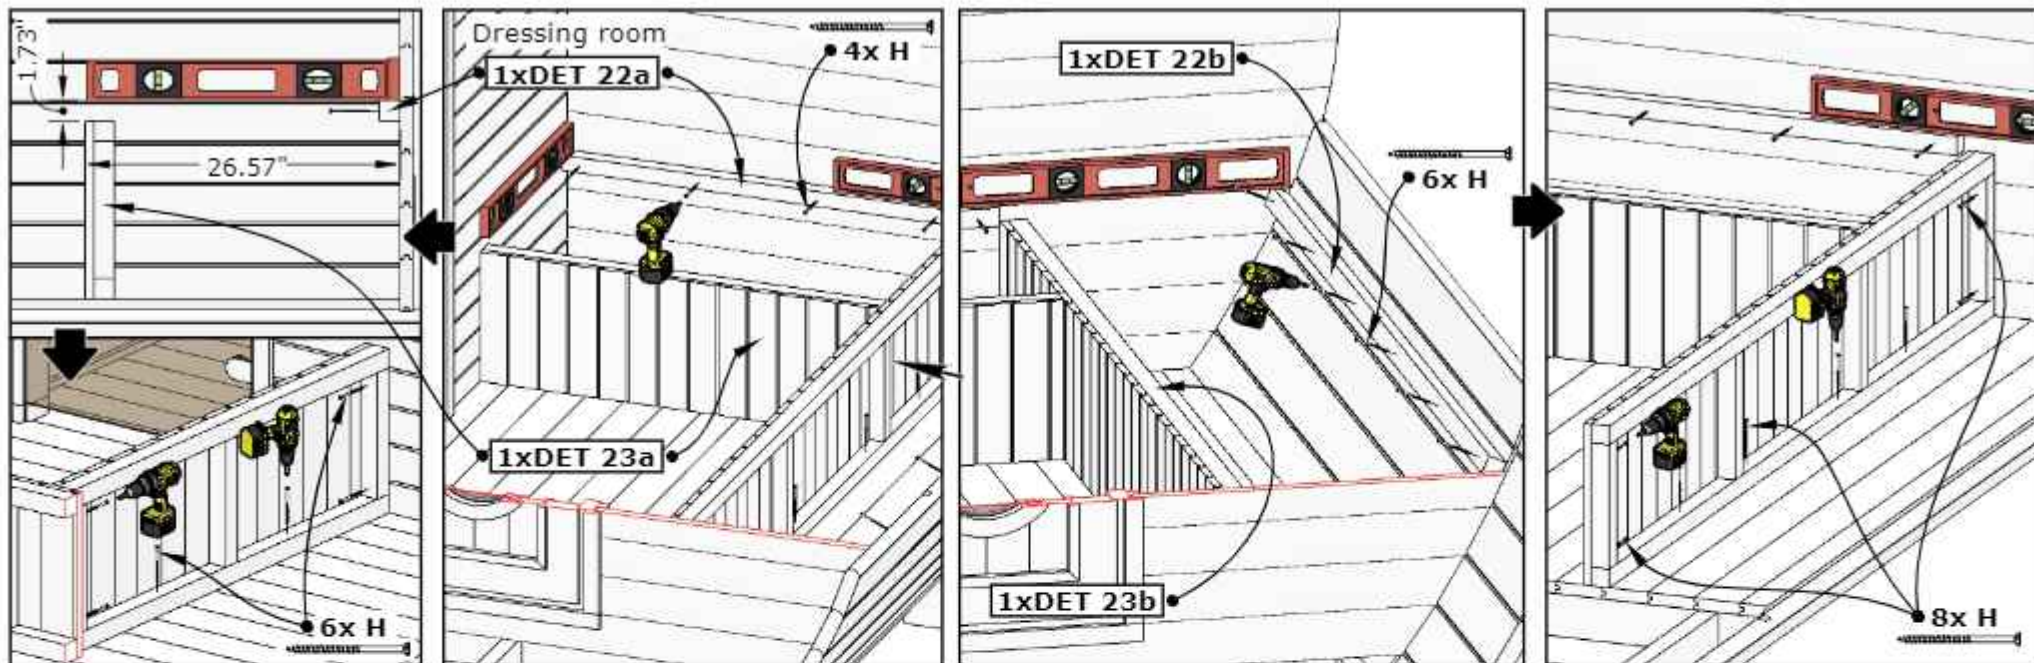 1.73"
26.57"
6x H
Dressing room
1xDET 22a
4x H
1xDET 23a
1xDET 22b
6x H
1xDET 23b
8x H